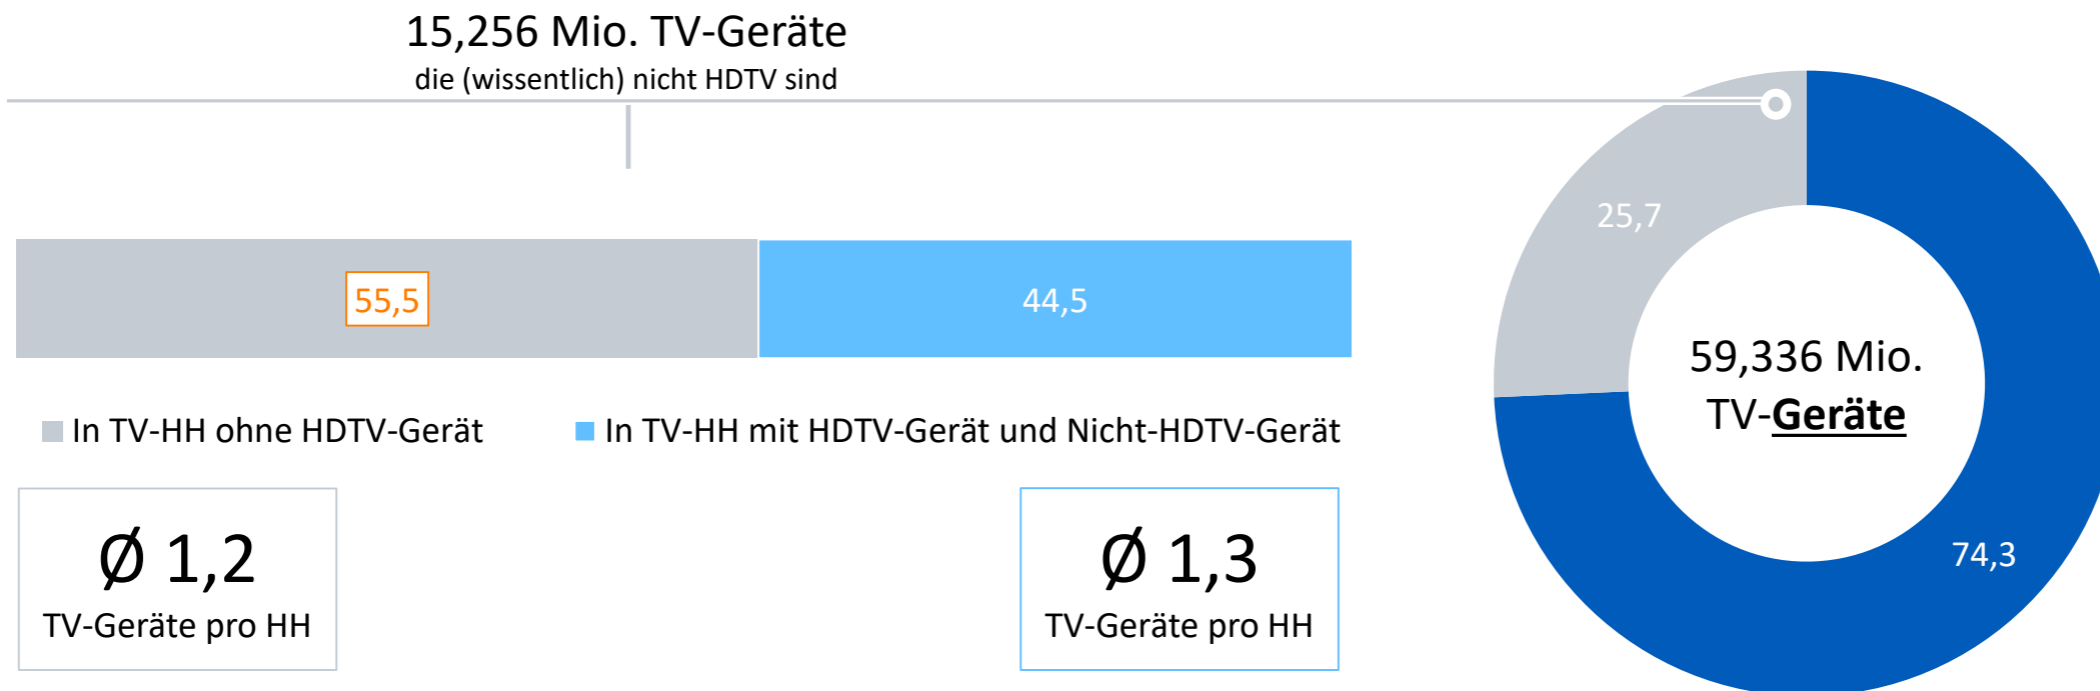 15,256 Mio. TV-Geräte
die (wissentlich) nicht HDTV sind
55,5
44,5
In TV-HH ohne HDTV-Gerät
In TV-HH mit HDTV-Gerät und Nicht-HDTV-Gerät
Ø 1,2
TV-Geräte pro HH
Ø 1,3
TV-Geräte pro HH
25,7
59,336 Mio.
TV-Geräte
74,3